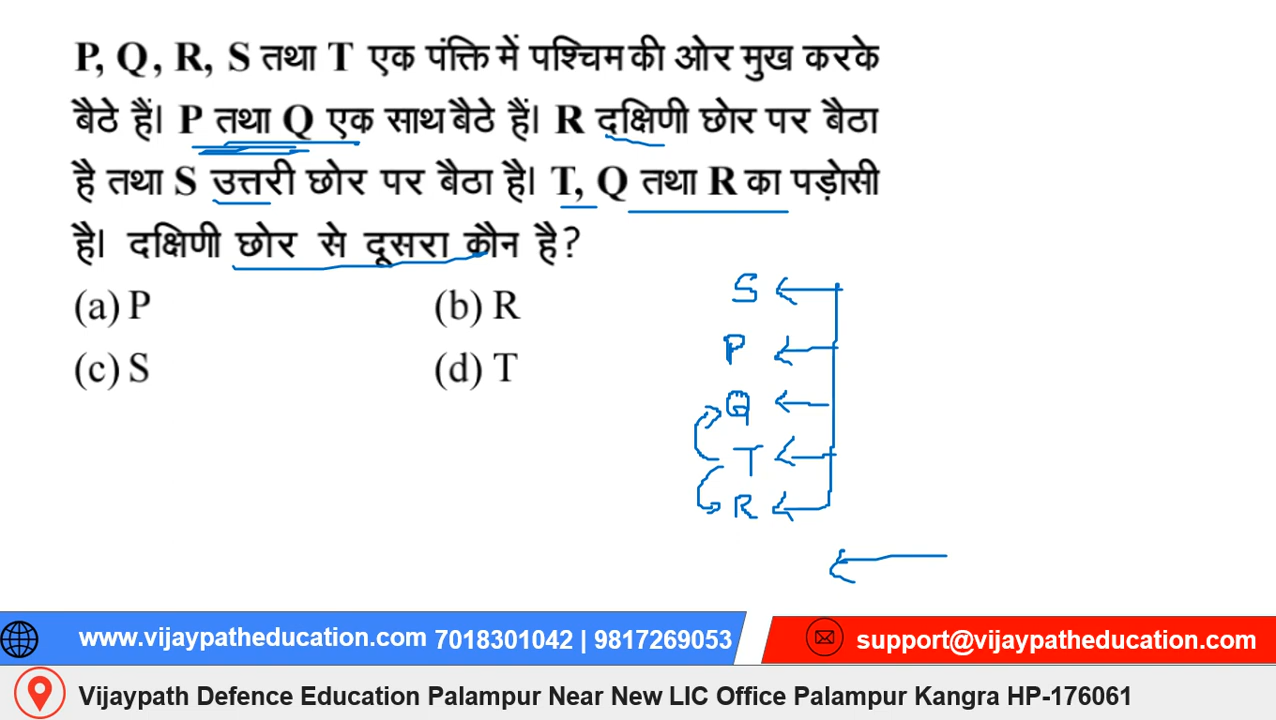 P, Q, R, S तथा T एक पंक्ति में पश्चिम की ओर मुख करके
बैठे हैं। P तथा Q एक साथ बैठे हैं। R दक्षिणी छोर पर बैठा
है तथा S उत्तरी छोर पर बैठा है। T, Q तथा R का पड़ोसी
है। दक्षिणी छोर से दूसरा कौन है?
(a) P (b) R
(c) S (d) T
S
P
Q
T
R
www.vijaypatheducation.com 7018301042 | 9817269053 support@vijaypatheducation.com
Vijaypath Defence Education Palampur Near New LIC Office Palampur Kangra HP-176061